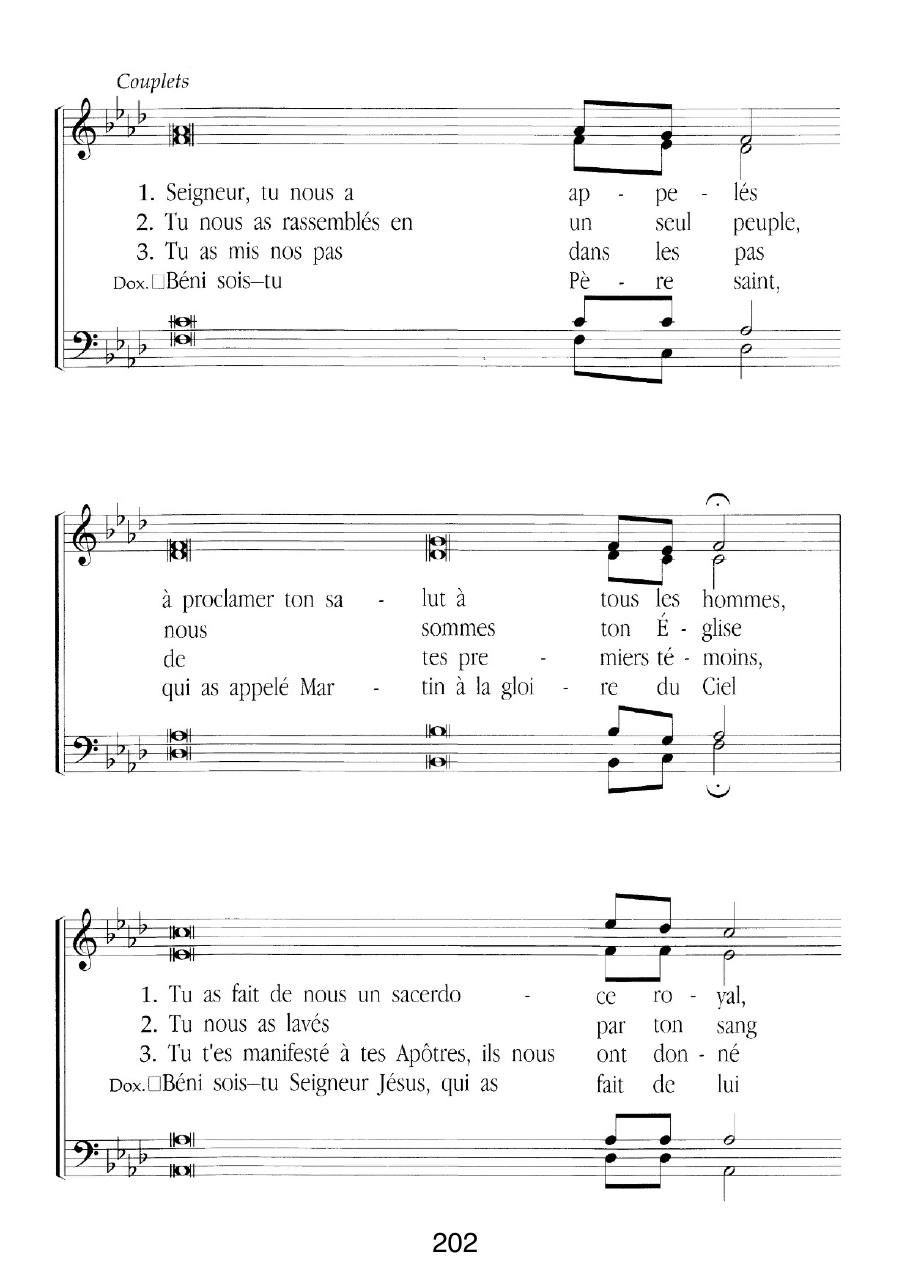 Couplets
1. Seigneur, tu nous a ap - pe - lés
2. Tu nous as rassemblés en un seul peuple,
3. Tu as mis nos pas dans les pas
Dox.□Béni sois–tu Pè - re saint,
à proclamer ton sa - lut à tous les hommes,
nous sommes ton É - glise
de tes pre - miers té - moins,
qui as appelé Mar - tin à la gloi - re du Ciel
1. Tu as fait de nous un sacerdo - ce ro - yal,
2. Tu nous as lavés par ton sang
3. Tu t'es manifesté à tes Apôtres, ils nous ont don - né
Dox.□Béni sois–tu Seigneur Jésus, qui as fait de lui
202